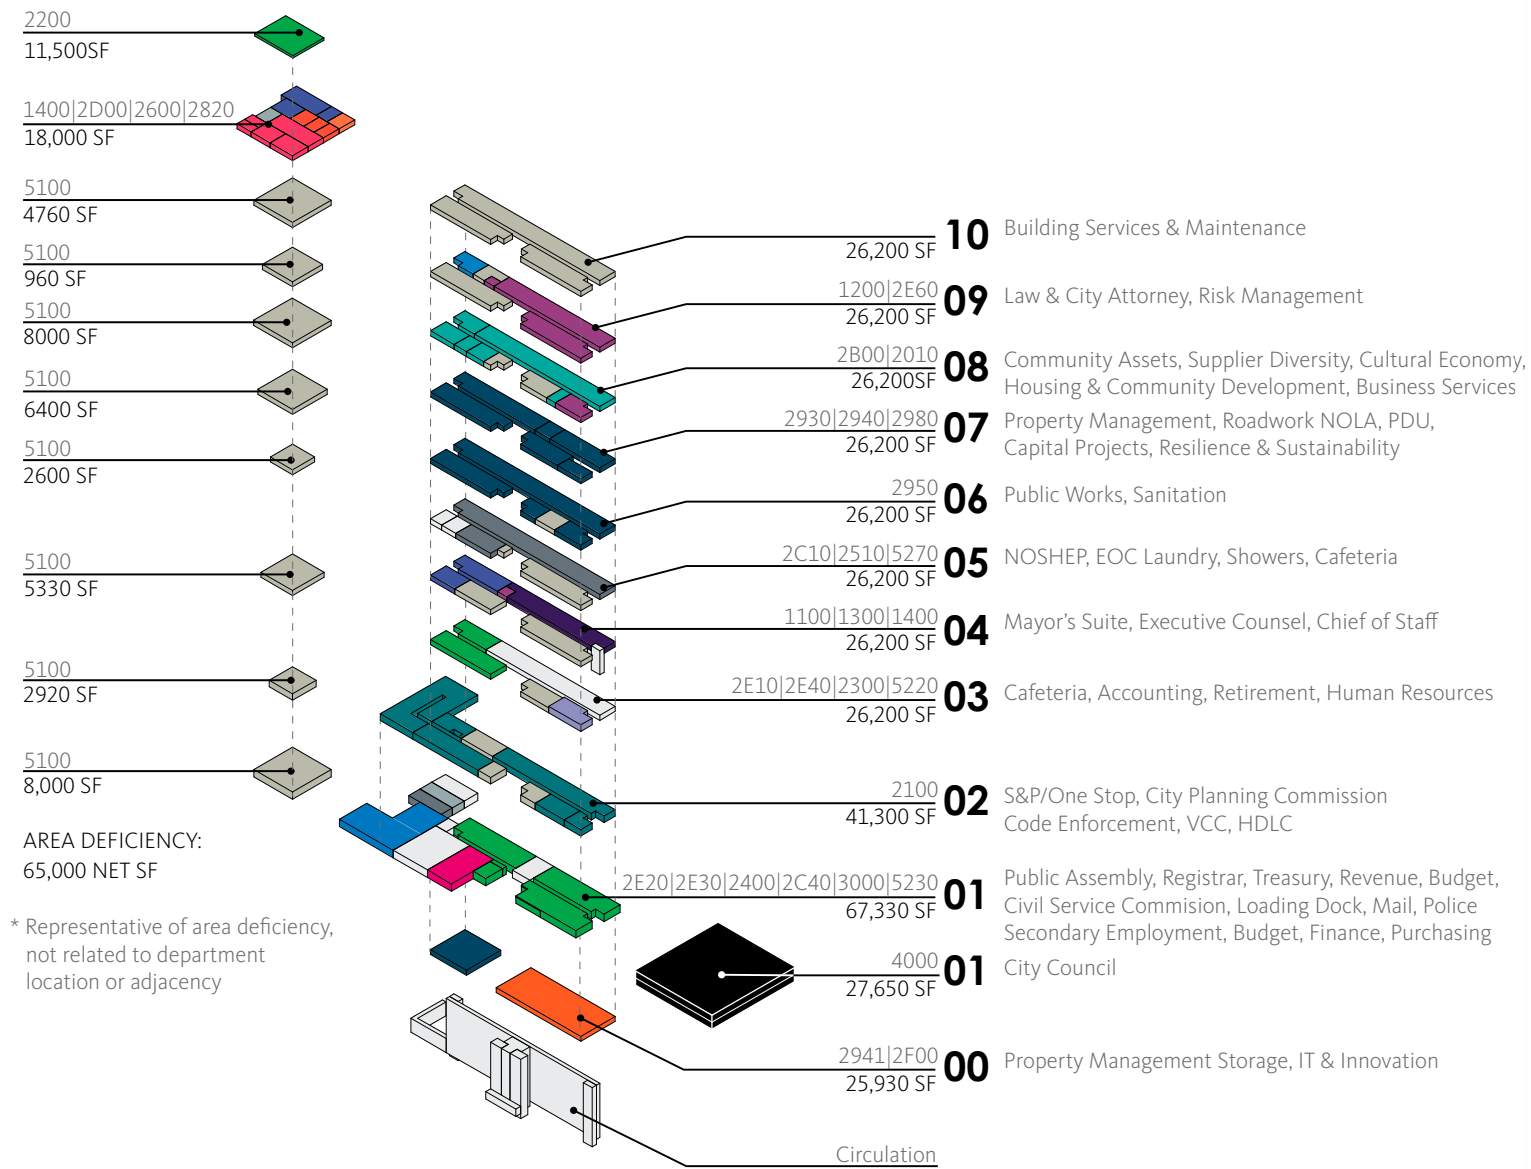 2200
11,500SF
1400|2D00|2600|2820
18,000 SF
5100
4760 SF
5100
960 SF
5100
8000 SF
5100
6400 SF
5100
2600 SF
5100
5330 SF
5100
2920 SF
5100
8,000 SF
AREA DEFICIENCY:
65,000 NET SF
* Representative of area deficiency,
not related to department
location or adjacency
26,200 SF
10
Building Services & Maintenance
1200|2E60
26,200 SF
09
Law & City Attorney, Risk Management
2B00|2010
26,200SF
08
Community Assets, Supplier Diversity, Cultural Economy,
Housing & Community Development, Business Services
2930|2940|2980
26,200 SF
07
Property Management, Roadwork NOLA, PDU,
Capital Projects, Resilience & Sustainability
2950
26,200 SF
06
Public Works, Sanitation
2C10|2510|5270
26,200 SF
05
NOSHEP, EOC Laundry, Showers, Cafeteria
1100|1300|1400
26,200 SF
04
Mayor's Suite, Executive Counsel, Chief of Staff
2E10|2E40|2300|5220
26,200 SF
03
Cafeteria, Accounting, Retirement, Human Resources
2100
41,300 SF
02
S&P/One Stop, City Planning Commission
Code Enforcement, VCC, HDLC
2E20|2E30|2400|2C40|3000|5230
67,330 SF
01
Public Assembly, Registrar, Treasury, Revenue, Budget,
Civil Service Commision, Loading Dock, Mail, Police
Secondary Employment, Budget, Finance, Purchasing
4000
27,650 SF
01
City Council
2941|2F00
25,930 SF
00
Property Management Storage, IT & Innovation
Circulation